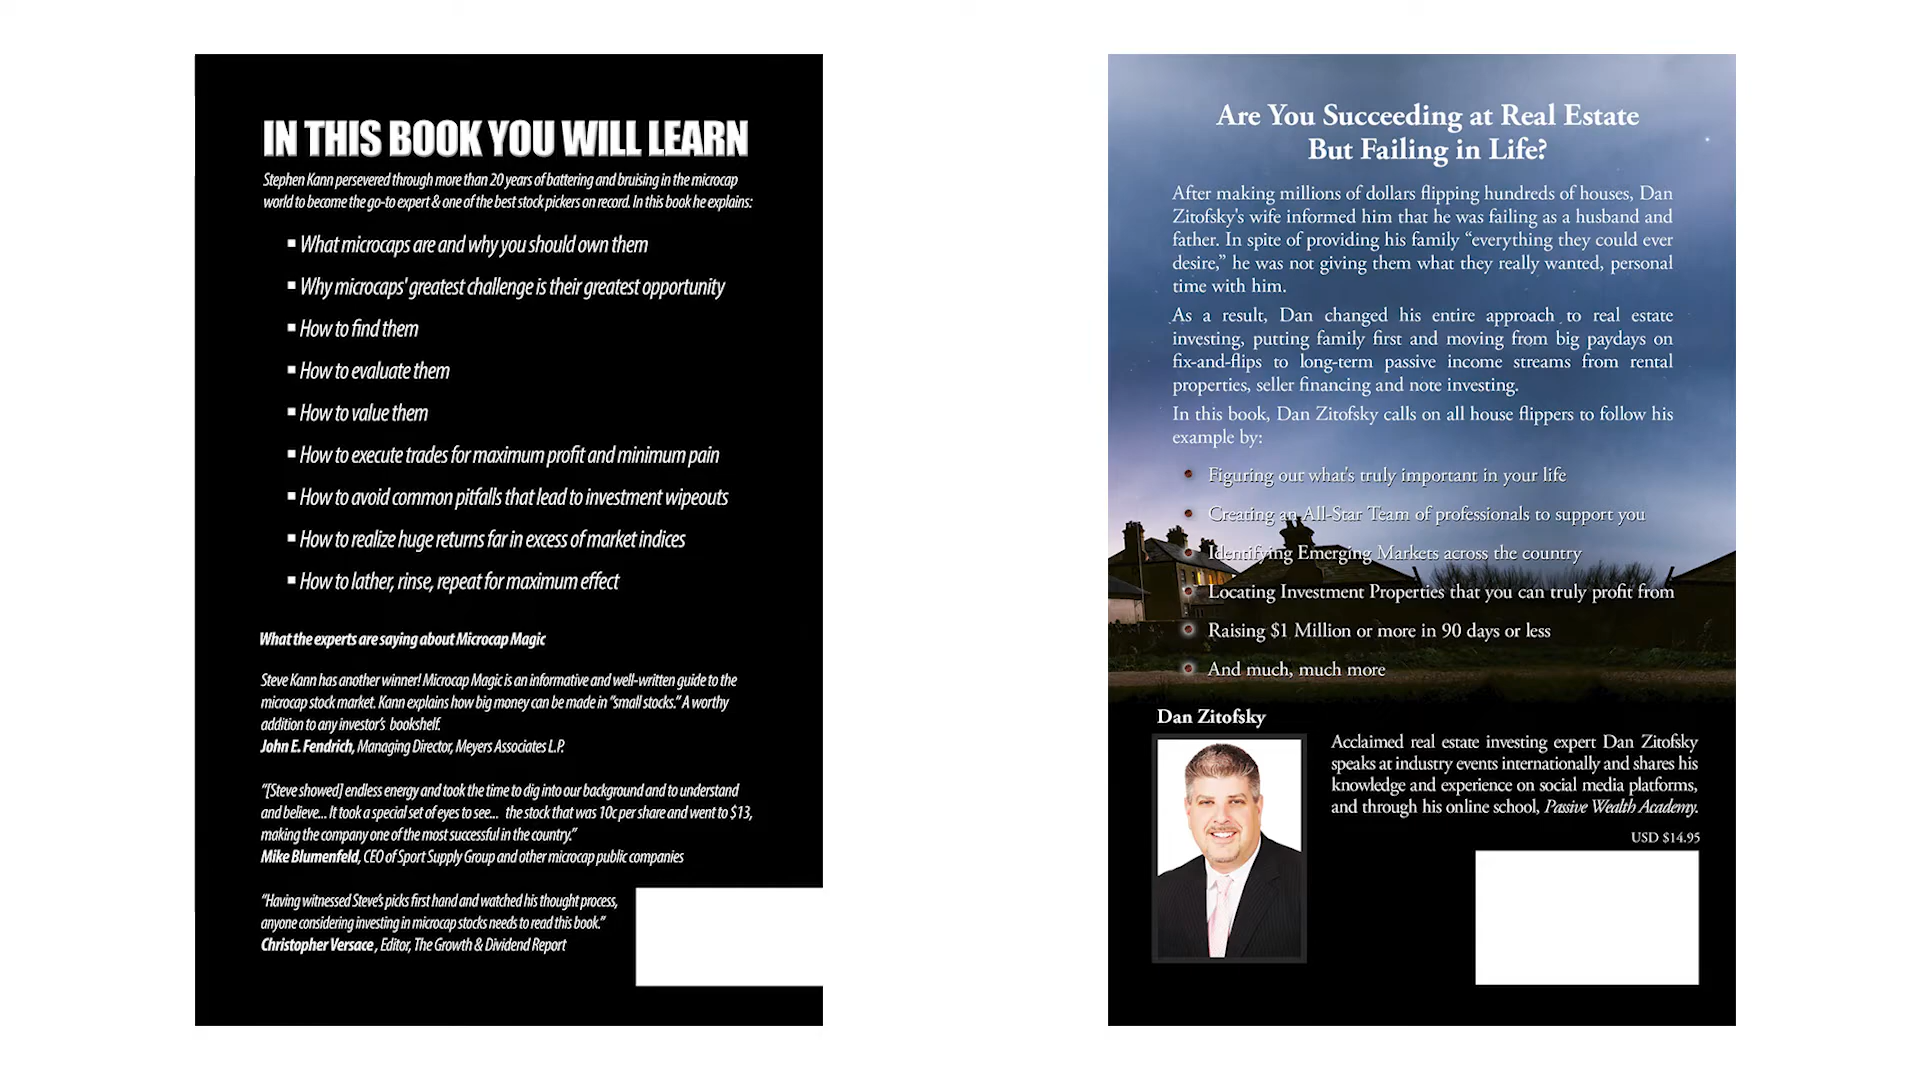 IN THIS BOOK YOU WILL LEARN
Stephen Kann persevered through more than 20 years of battering and bruising in the microcap
world to become the go-to expert & one of the best stock pickers on record. In this book he explains:
What microcaps are and why you should own them
Why microcaps' greatest challenge is their greatest opportunity
How to find them
How to evaluate them
How to value them
How to execute trades for maximum profit and minimum pain
How to avoid common pitfalls that lead to investment wipeouts
How to realize huge returns far in excess of market indices
How to lather, rinse, repeat for maximum effect
What the experts are saying about Microcap Magic
Steve Kann has another winner! Microcap Magic is an informative and well-written guide to the
microcap stock market. Kann explains how big money can be made in “small stocks.” A worthy
addition to any investor’s bookshelf.
John E. Fendrich, Managing Director, Meyers Associates L.P.
“[Steve showed] endless energy and took the time to dig into our background and to understand
and believe... It took a special set of eyes to see... the stock that was 10c per share and went to $13,
making the company one of the most successful in the country.”
Mike Blumenfeld, CEO of Sport Supply Group and other microcap public companies
“Having witnessed Steve’s picks first hand and watched his thought process,
anyone considering investing in microcap stocks needs to read this book.”
Christopher Versace , Editor, The Growth & Dividend Report
Are You Succeeding at Real Estate
But Failing in Life?
After making millions of dollars flipping hundreds of houses, Dan
Zitofsky's wife informed him that he was failing as a husband and
father. In spite of providing his family “everything they could ever
desire,” he was not giving them what they really wanted, personal
time with him.
As a result, Dan changed his entire approach to real estate
investing, putting family first and moving from big paydays on
fix-and-flips to long-term passive income streams from rental
properties, seller financing and note investing.
In this book, Dan Zitofsky calls on all house flippers to follow his
example by:
Figuring out what's truly important in your life
Creating an All-Star Team of professionals to support you
Identifying Emerging Markets across the country
Locating Investment Properties that you can truly profit from
Raising $1 Million or more in 90 days or less
And much, much more
Dan Zitofsky
Acclaimed real estate investing expert Dan Zitofsky
speaks at industry events internationally and shares his
knowledge and experience on social media platforms,
and through his online school, Passive Wealth Academy.
USD $14.95